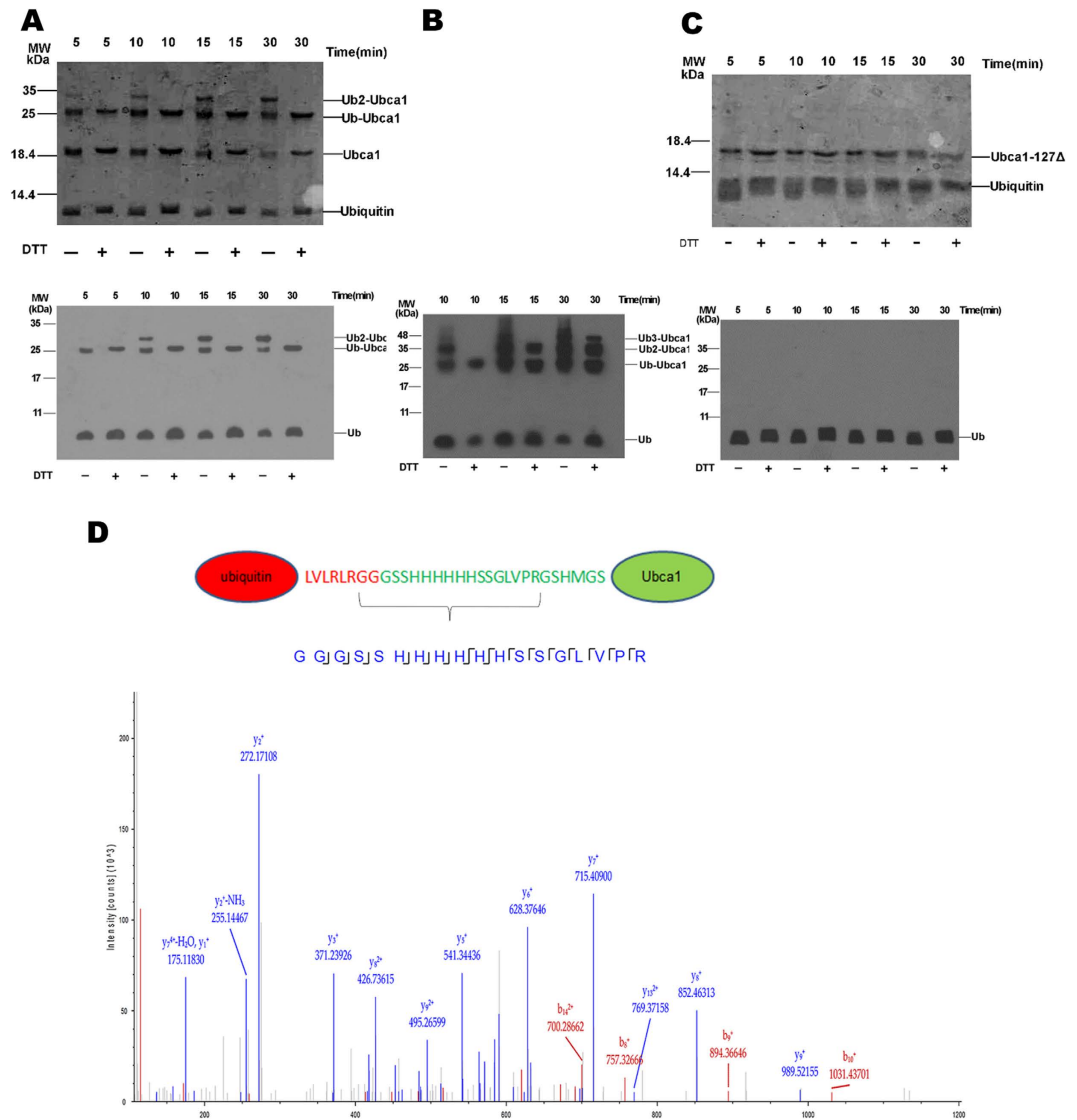 A
MW
kDa
5 5 10 10 15 15 30 30 Time(min)
35
25
18.4
14.4
Ub2-Ubca1
Ub-Ubca1
Ubca1
Ubiquitin
DTT – + – + – + – +
MW
(kDa)
5 5 10 10 15 15 30 30 Time(min)
35
25
17
11
Ub2-Ubc
Ub-Ubca
Ub
DTT – + – + – + – +
B
MW
(kDa)
10 10 15 15 30 30 Time(min)
48
35
25
17
11
Ub3-Ubca1
Ub2-Ubca1
Ub-Ubca1
Ub
DTT – + – + – +
C
MW
kDa
5 5 10 10 15 15 30 30 Time(min)
18.4
14.4
Ubca1-127Δ
Ubiquitin
DTT - + - + - + - +
MW
(kDa)
5 5 10 10 15 15 30 30 Time(min)
35
25
17
11
Ub
DTT – + – + – + – +
D
ubiquitin LVLRLRGGGSSHHHHHHSSGLVPRGSHMGS Ubca1
G G G S S H H H H H H S S G L V P R
Intensity [counts] (10^3)
200
150
100
50
0
200 400 600 800 1000 1200
y₇⁴⁺-H₂O, y₁⁺
175.11830
y₂⁺-NH₃
255.14467
y₂⁺
272.17108
y₃⁺
371.23926
y₈²⁺
426.73615
y₉²⁺
495.26599
y₅⁺
541.34436
y₆⁺
628.37646
b₁₄²⁺
700.28662
y₇⁺
715.40900
b₈⁺
757.32666
y₁₃²⁺
769.37158
y₈⁺
852.46313
b₉⁺
894.36646
y₉⁺
989.52155
b₁₀⁺
1031.43701